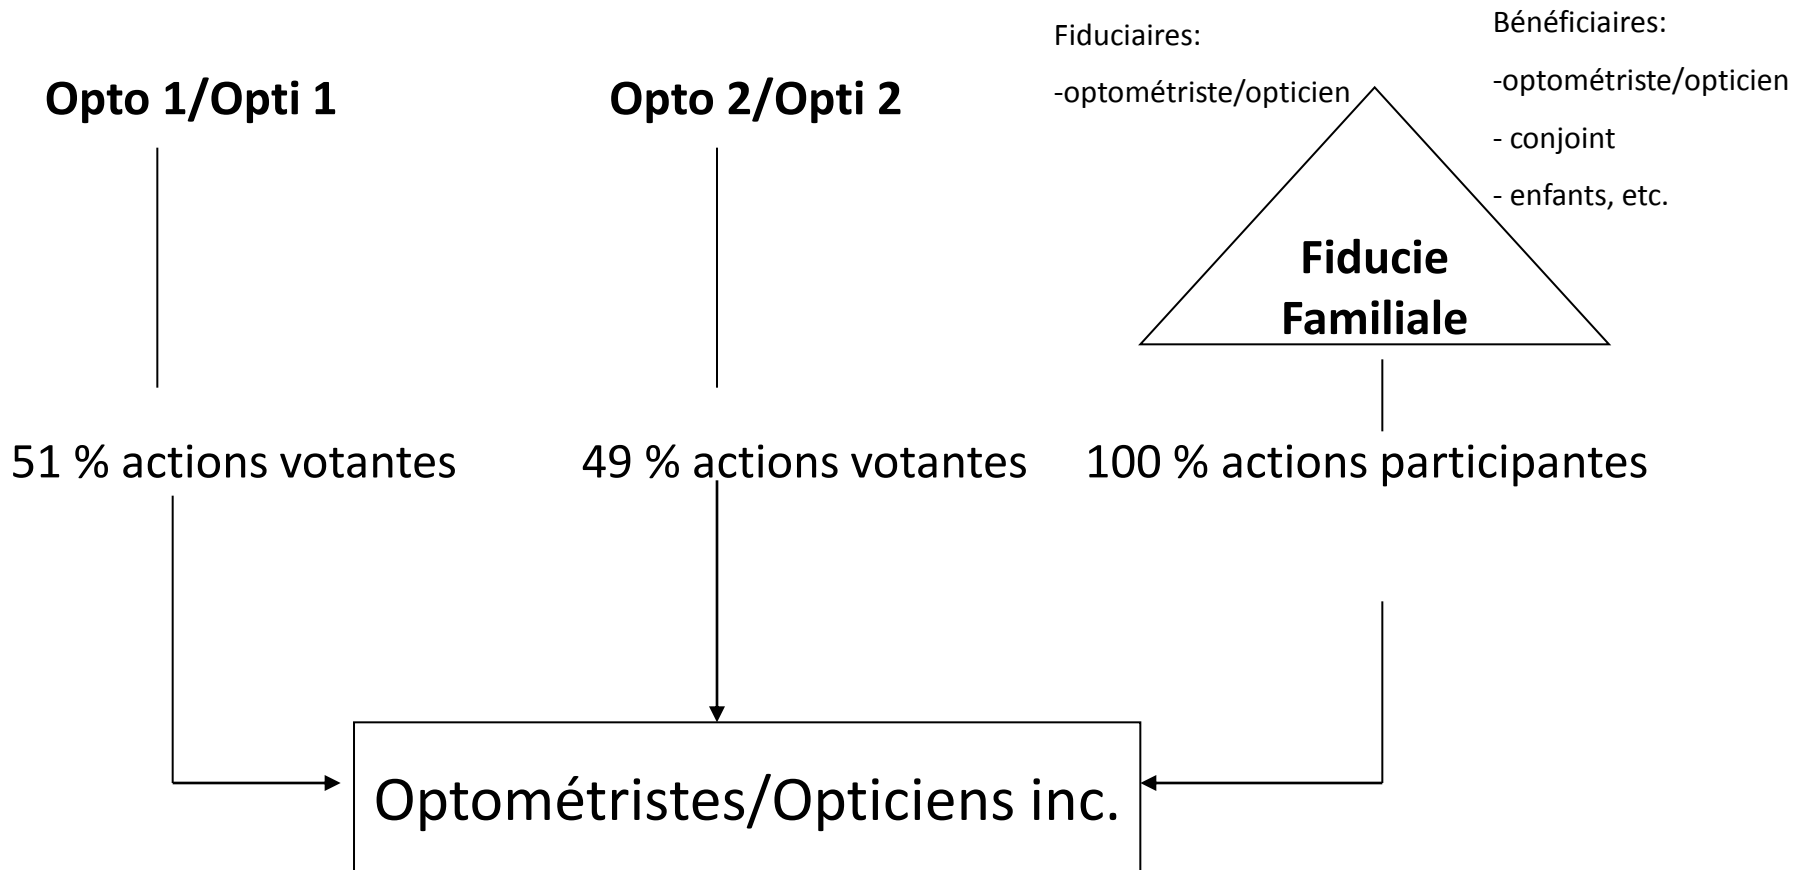 Opto 1/Opti 1
Opto 2/Opti 2
Fiduciaires:
-optométriste/opticien
Bénéficiaires:
-optométriste/opticien
- conjoint
- enfants, etc.
Fiducie
Familiale
51 % actions votantes
49 % actions votantes
100 % actions participantes
Optométristes/Opticiens inc.